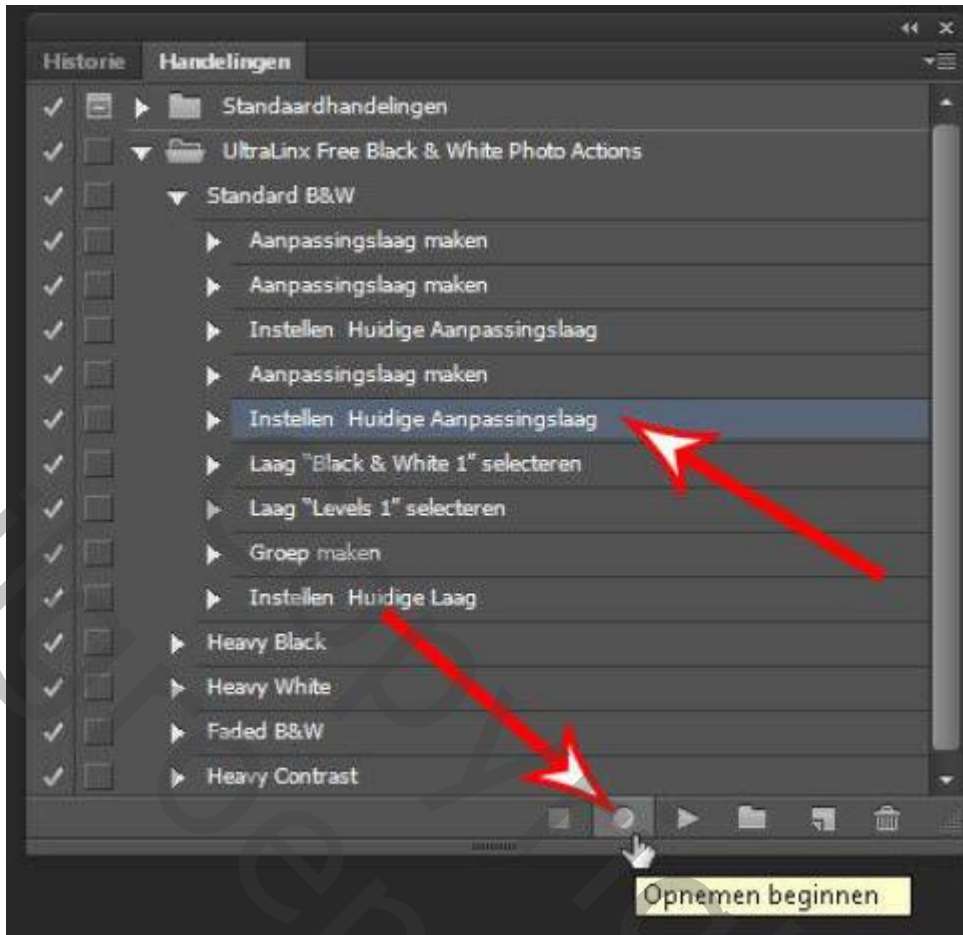 Historie Handelingen
Standaardhandelingen
UltraLinx Free Black & White Photo Actions
Standard B&W
Aanpassingslaag maken
Aanpassingslaag maken
Instellen Huidige Aanpassingslaag
Aanpassingslaag maken
Instellen Huidige Aanpassingslaag
Laag "Black & White 1" selecteren
Laag "Levels 1" selecteren
Groep maken
Instellen Huidige Laag
Heavy Black
Heavy White
Faded B&W
Heavy Contrast
Opnemen beginnen